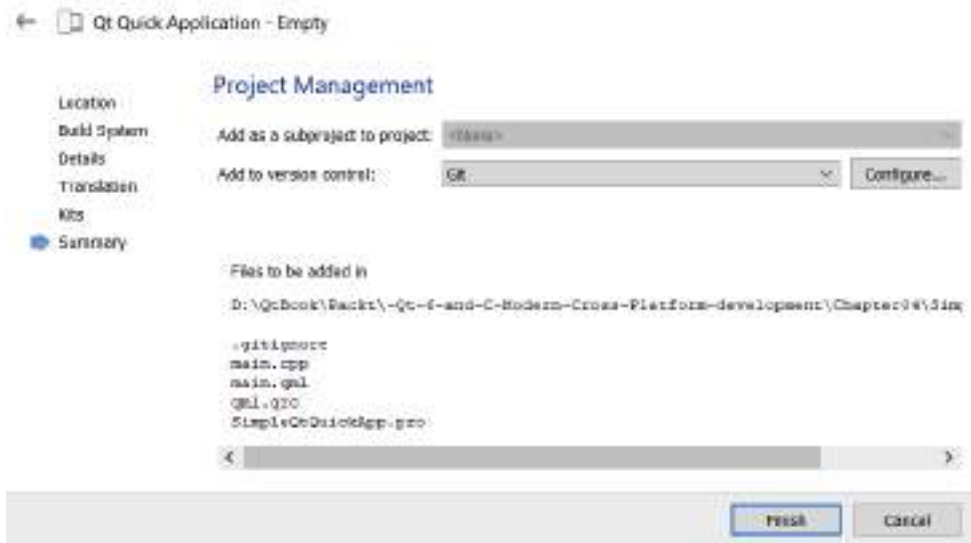 Qt Quick Application - Empty
Project Management
Location
Build System
Details
Translation
Kits
Summary
Add as a subproject to project: <None>
Add to version control: Git Configure...
Files to be added in
D:\QtBook\Packt\-Qt-6-and-C-Modern-Cross-Platform-development\Chapter04\Simp
.gitignore
main.cpp
main.qml
qml.qrc
SimpleQtQuickApp.pro
Finish Cancel